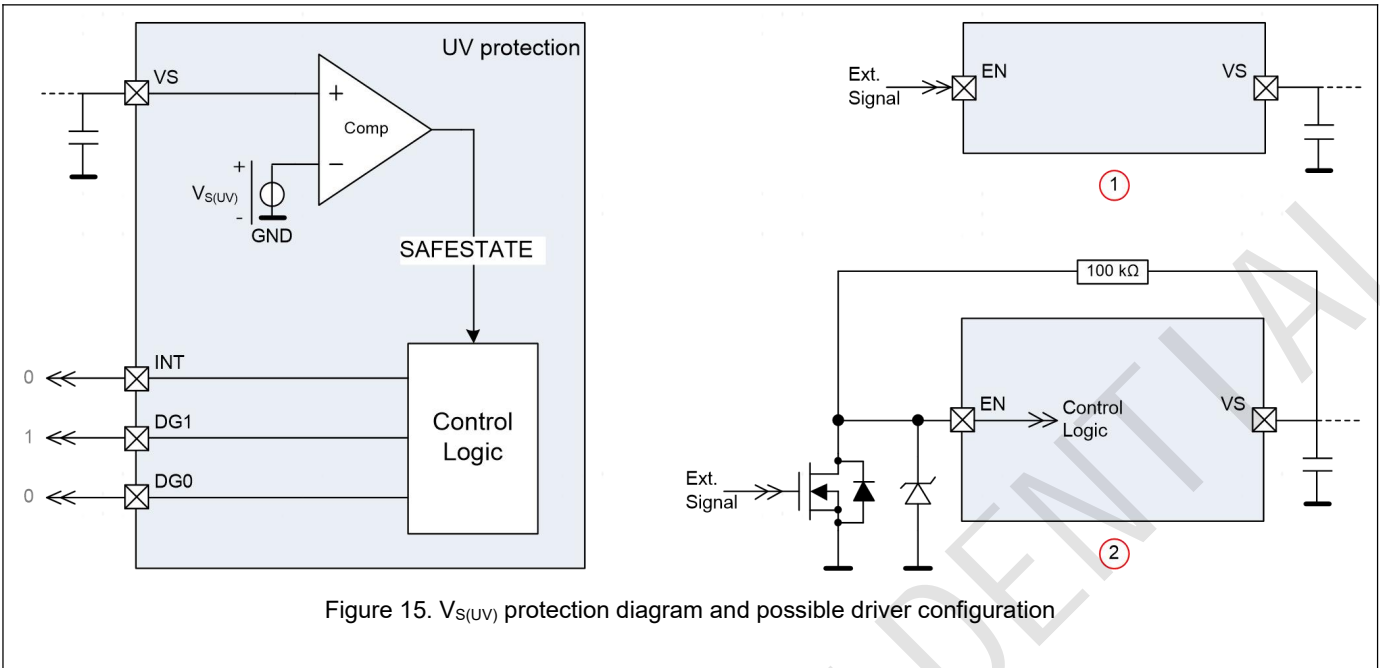 UV protection
VS
+
Comp
−
+
VS(UV)
-
GND
SAFESTATE
INT
0
DG1
1
DG0
0
Control
Logic
Ext.
Signal
EN
VS
1
100 kΩ
EN
Control
Logic
VS
Ext.
Signal
2
DENTIAL
Figure 15. VS(UV) protection diagram and possible driver configuration